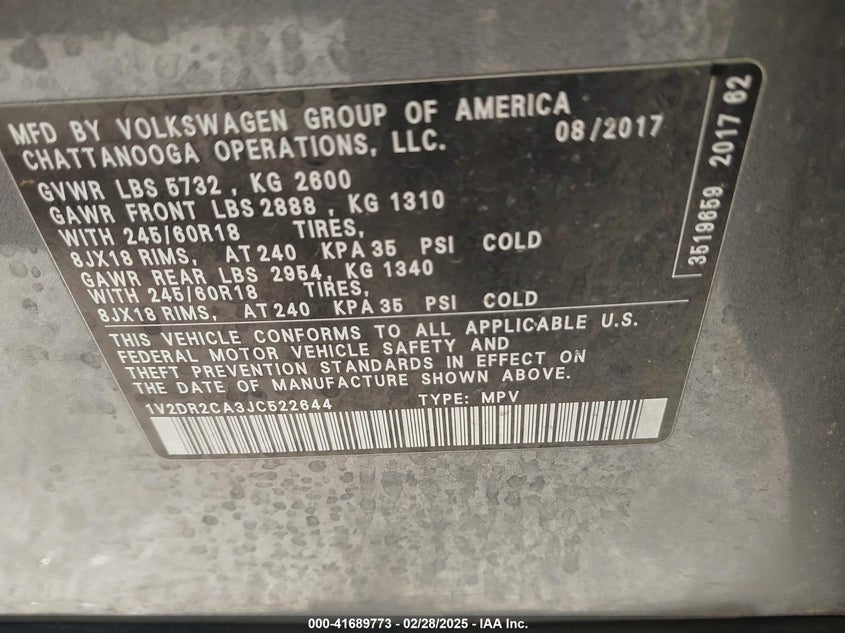 MFD BY VOLKSWAGEN GROUP OF AMERICA
CHATTANOOGA OPERATIONS, LLC. 08/2017
GVWR LBS 5732 , KG 2600
GAWR FRONT LBS 2888 , KG 1310
WITH 245/60R18 TIRES,
8JX18 RIMS, AT 240 KPA 35 PSI COLD
GAWR REAR LBS 2954, KG 1340
WITH 245/60R18 TIRES,
8JX18 RIMS, AT 240 KPA 35 PSI COLD
THIS VEHICLE CONFORMS TO ALL APPLICABLE U.S.
FEDERAL MOTOR VEHICLE SAFETY AND
THEFT PREVENTION STANDARDS IN EFFECT ON
THE DATE OF MANUFACTURE SHOWN ABOVE.
1V2DR2CA3JC522644 TYPE: MPV
3519659 2017 62
000-41689773 - 02/28/2025 - IAA Inc.